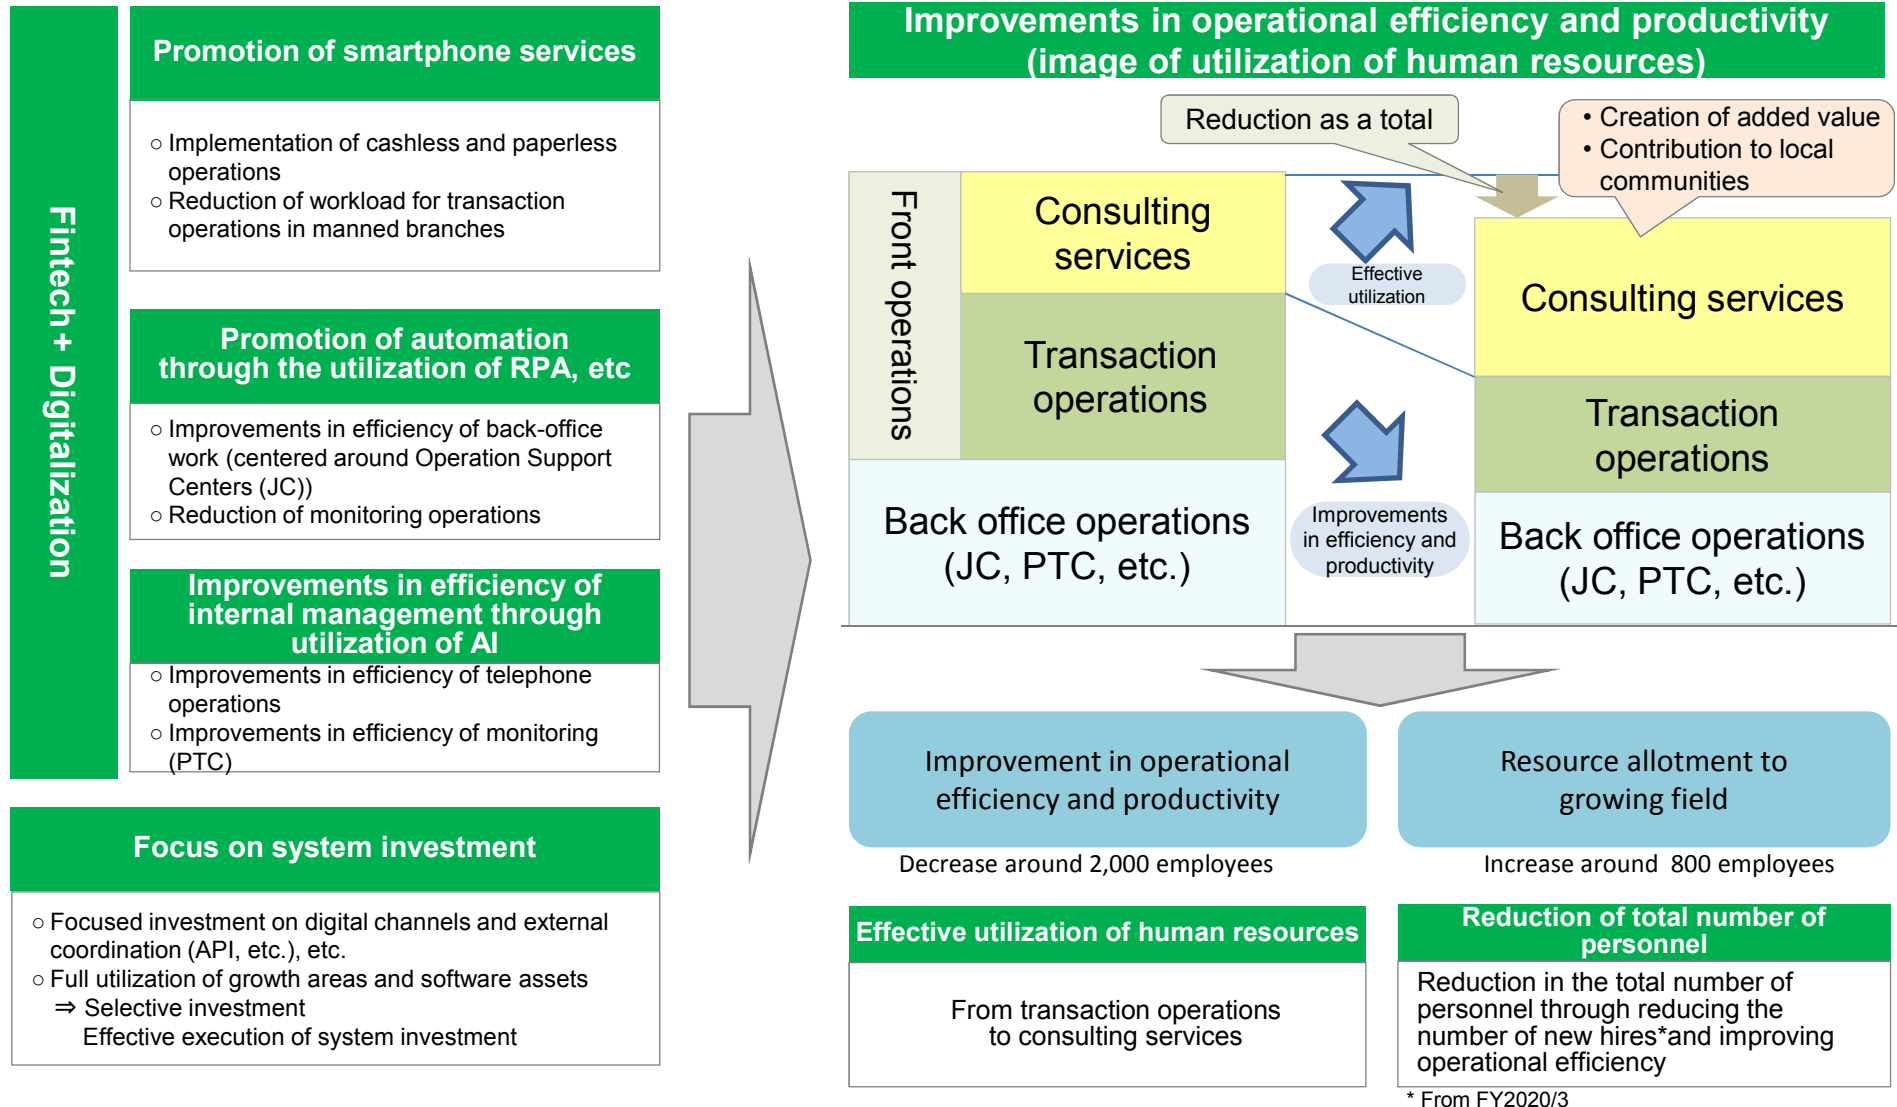 Fintech+ Digitalization
Promotion of smartphone services
○ Implementation of cashless and paperless
operations
○ Reduction of workload for transaction
operations in manned branches
Promotion of automation
through the utilization of RPA, etc
○ Improvements in efficiency of back-office
work (centered around Operation Support
Centers (JC))
○ Reduction of monitoring operations
Improvements in efficiency of
internal management through
utilization of AI
○ Improvements in efficiency of telephone
operations
○ Improvements in efficiency of monitoring
(PTC)
Focus on system investment
○ Focused investment on digital channels and external
coordination (API, etc.), etc.
○ Full utilization of growth areas and software assets
⇒ Selective investment
Effective execution of system investment
Improvements in operational efficiency and productivity
(image of utilization of human resources)
Reduction as a total
• Creation of added value
• Contribution to local
communities
Front operations
Consulting
services
Transaction
operations
Back office operations
(JC, PTC, etc.)
Effective
utilization
Improvements
in efficiency and
productivity
Consulting services
Transaction
operations
Back office operations
(JC, PTC, etc.)
Improvement in operational
efficiency and productivity
Decrease around 2,000 employees
Resource allotment to
growing field
Increase around 800 employees
Effective utilization of human resources
From transaction operations
to consulting services
Reduction of total number of
personnel
Reduction in the total number of
personnel through reducing the
number of new hires*and improving
operational efficiency
* From FY2020/3